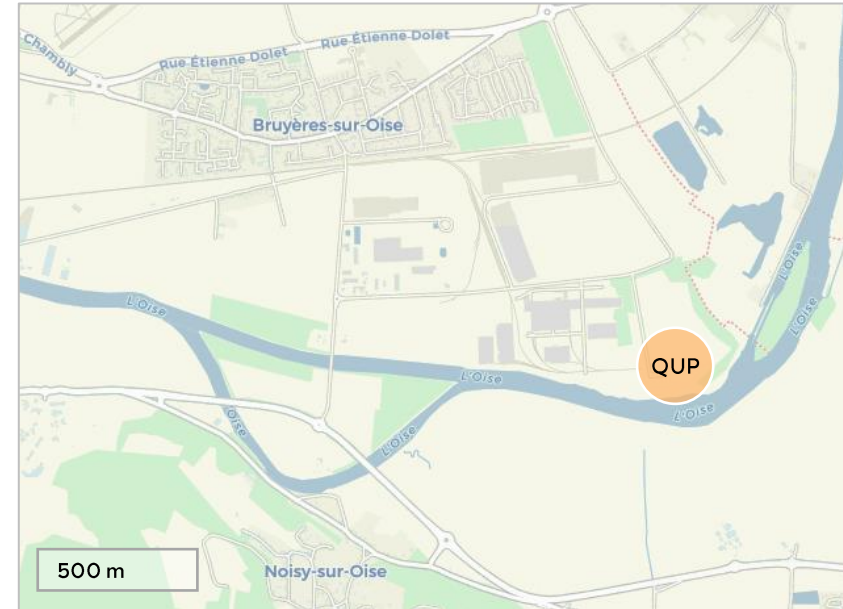 Chambly
Rue Étienne Dolet
Rue Étienne Dolet
Bruyères-sur-Oise
L'Oise
L'Oise
L'Oise
QUP
L'Oise
L'Oise
L'Oise
L'Oise
500 m
Noisy-sur-Oise